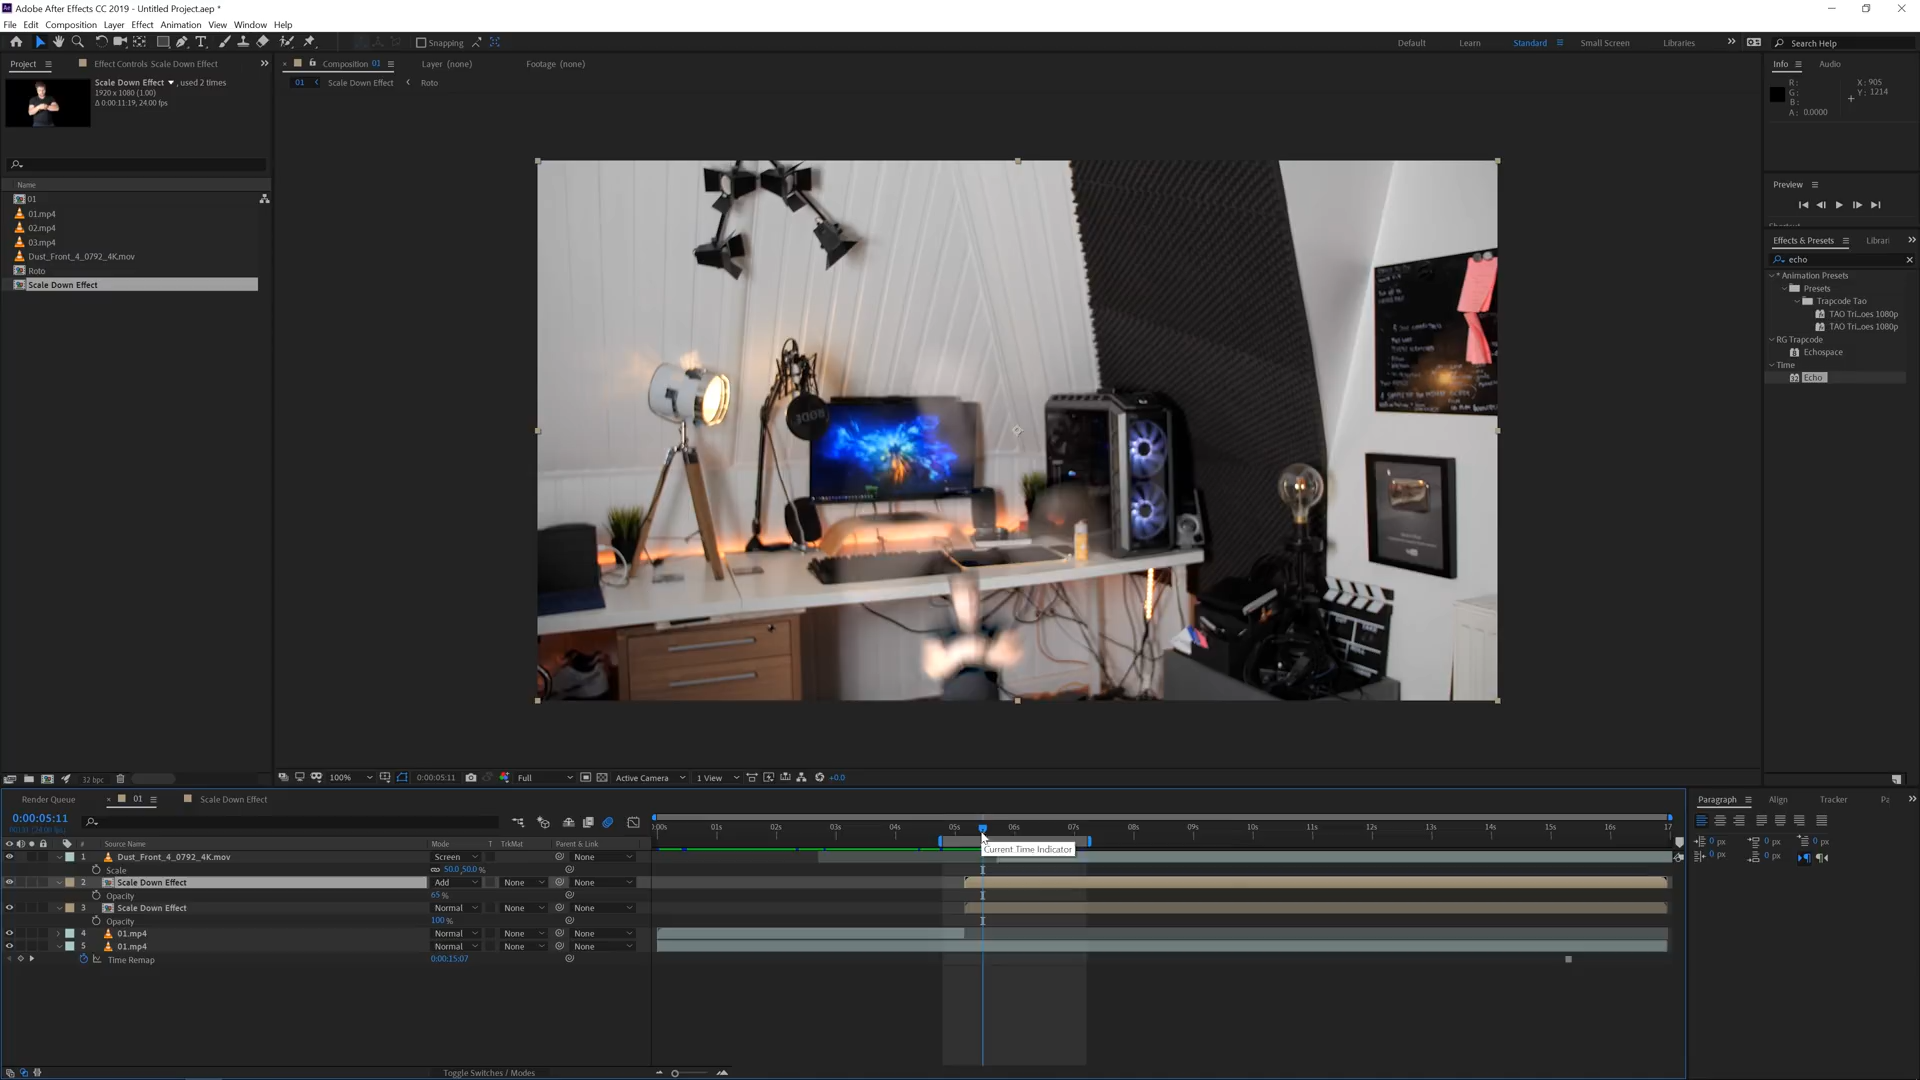 Adobe After Effects CC 2019 - Untitled Project.aep *
File Edit Composition Layer Effect Animation View Window Help
Snapping
Default Learn Standard Small Screen Libraries Search Help
Project Effect Controls Scale Down Effect
Composition 01 Layer (none) Footage (none)
Info Audio
01 Scale Down Effect Roto
Scale Down Effect , used 2 times
1920 x 1080 (1.00)
Δ 0:00:11:19, 24.00 fps
R: X: 905
G: Y: 1214
B:
A: 0.0000
Name
01
01.mp4
02.mp4
03.mp4
Dust_Front_4_0792_4K.mov
Roto
Scale Down Effect
Preview
Effects & Presets Librari
echo
* Animation Presets
Presets
Trapcode Tao
TAO Tri...oes 1080p
TAO Tri...oes 1080p
RG Trapcode
Echospace
Time
Echo
32 bpc
100% 0:00:05:11 Full Active Camera 1 View +0.0
Render Queue 01 Scale Down Effect
0:00:05:11
0:00s 01s 02s 03s 04s 05s 06s 07s 08s 09s 10s 11s 12s 13s 14s 15s 16s 17
Current Time Indicator
# Source Name Mode T TrkMat Parent & Link
1 Dust_Front_4_0792_4K.mov Screen None
Scale 50.0,50.0 %
2 Scale Down Effect Add None None
Opacity 65 %
3 Scale Down Effect Normal None None
Opacity 100 %
4 01.mp4 Normal None None
5 01.mp4 Normal None None
Time Remap 0:00:15:07
Toggle Switches / Modes
Paragraph Align Tracker Pa
0 px 0 px 0 px
0 px 0 px